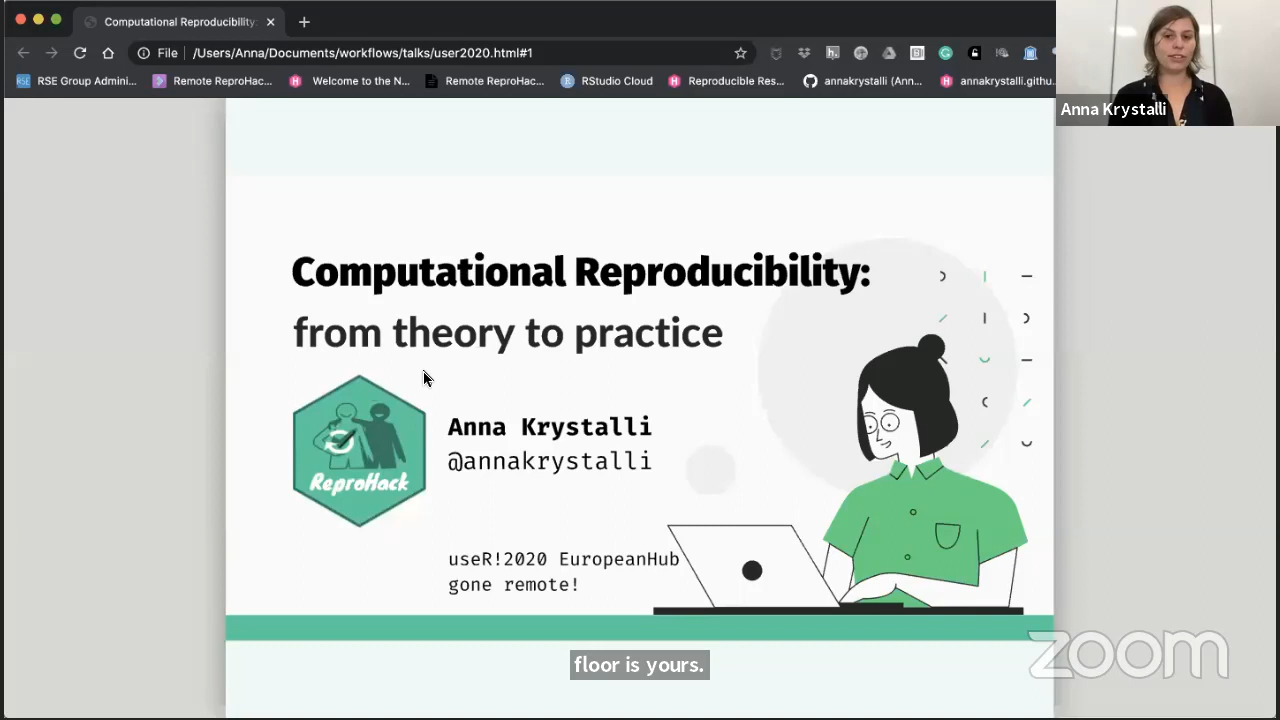 Computational Reproducibility:
File
/Users/Anna/Documents/workflows/talks/user2020.html#1
RSE Group Admini...
Remote ReproHac...
Welcome to the N...
Remote ReproHac...
RStudio Cloud
Reproducible Res...
annakrystalli (Ann...
annakrystalli.githu...
Anna Krystalli
Computational Reproducibility:
from theory to practice
ReproHack
Anna Krystalli
@annakrystalli
useR!2020 EuropeanHub
gone remote!
zoom
floor is yours.